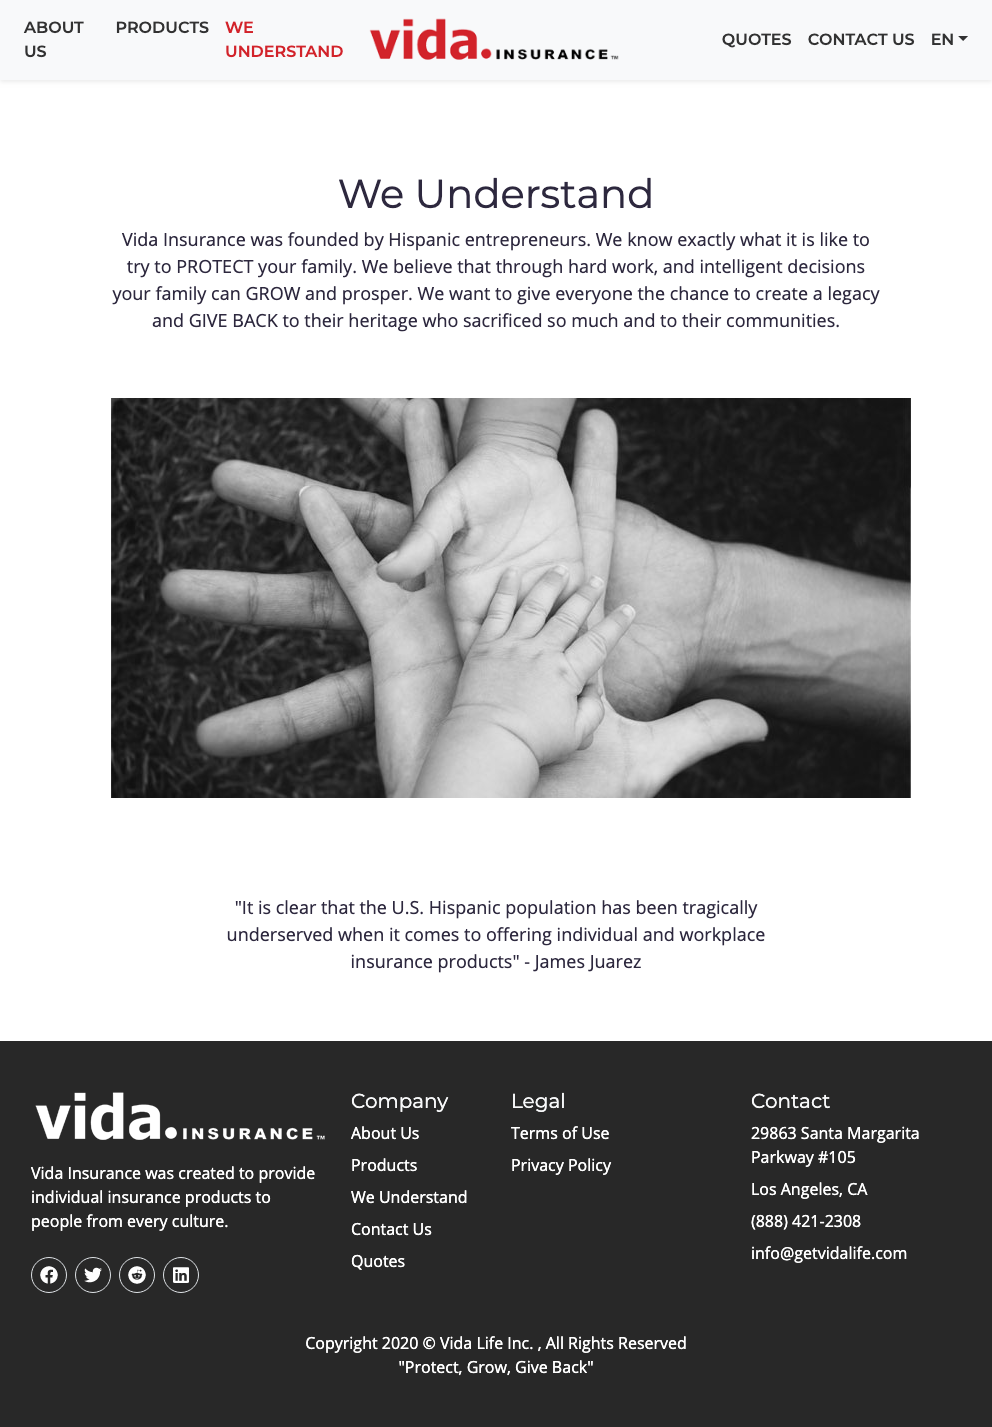 ABOUT US
PRODUCTS
WE UNDERSTAND
vida. INSURANCE™
QUOTES
CONTACT US
EN
We Understand
Vida Insurance was founded by Hispanic entrepreneurs. We know exactly what it is like to
try to PROTECT your family. We believe that through hard work, and intelligent decisions
your family can GROW and prosper. We want to give everyone the chance to create a legacy
and GIVE BACK to their heritage who sacrificed so much and to their communities.
"It is clear that the U.S. Hispanic population has been tragically
underserved when it comes to offering individual and workplace
insurance products" - James Juarez
vida. INSURANCE™
Vida Insurance was created to provide
individual insurance products to
people from every culture.
Company
About Us
Products
We Understand
Contact Us
Quotes
Legal
Terms of Use
Privacy Policy
Contact
29863 Santa Margarita
Parkway #105
Los Angeles, CA
(888) 421-2308
info@getvidalife.com
Copyright 2020 © Vida Life Inc. , All Rights Reserved
"Protect, Grow, Give Back"